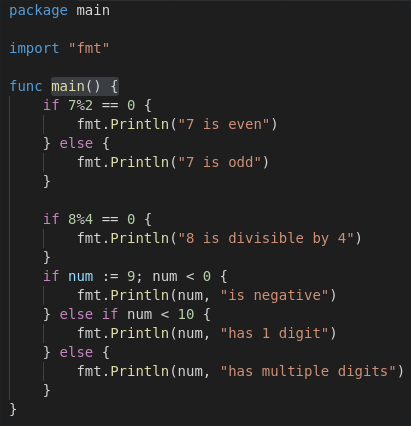 package main

import "fmt"

func main() {
    if 7%2 == 0 {
        fmt.Println("7 is even")
    } else {
        fmt.Println("7 is odd")
    }

    if 8%4 == 0 {
        fmt.Println("8 is divisible by 4")
    }
    if num := 9; num < 0 {
        fmt.Println(num, "is negative")
    } else if num < 10 {
        fmt.Println(num, "has 1 digit")
    } else {
        fmt.Println(num, "has multiple digits")
    }
}